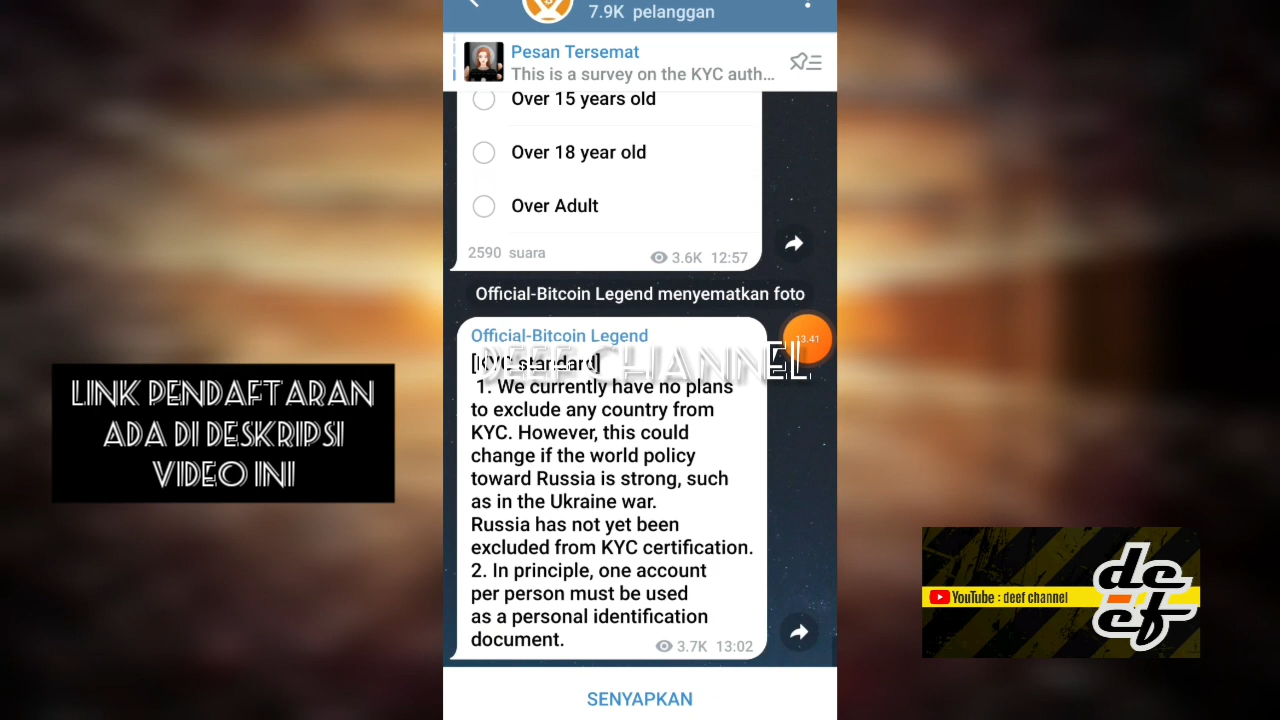 7.9K pelanggan
Pesan Tersemat
This is a survey on the KYC auth...
Over 15 years old
Over 18 year old
Over Adult
2590 suara
3.6K 12:57
Official-Bitcoin Legend menyematkan foto
Official-Bitcoin Legend
13.41
[KYC standard]
DEEF CHANNEL
1. We currently have no plans
to exclude any country from
KYC. However, this could
change if the world policy
toward Russia is strong, such
as in the Ukraine war.
Russia has not yet been
excluded from KYC certification.
2. In principle, one account
per person must be used
as a personal identification
document.
3.7K 13:02
SENYAPKAN
LINK PENDAFTARAN
ADA DI DESKRIPSI
VIDEO INI
YouTube : deef channel
deef